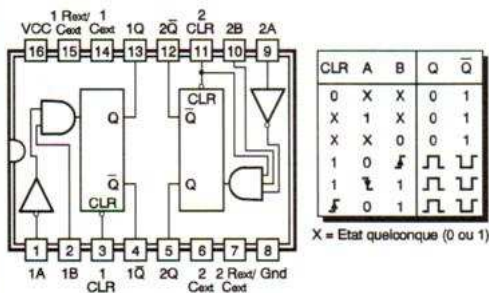 1 Rext/ 1 2
VCC Cext Cext 1Q 2Q̅ CLR 2B 2A
16 15 14 13 12 11 10 9
CLR
Q Q̅
Q̅ Q
CLR
1 2 3 4 5 6 7 8
1A 1B 1 1Q̅ 2Q 2 2 Rext/ Gnd
CLR Cext Cext
CLR A B Q Q̅
0 X X 0 1
X 1 X 0 1
X X 0 0 1
1 0
1 1
0 1
X = Etat quelconque (0 ou 1)